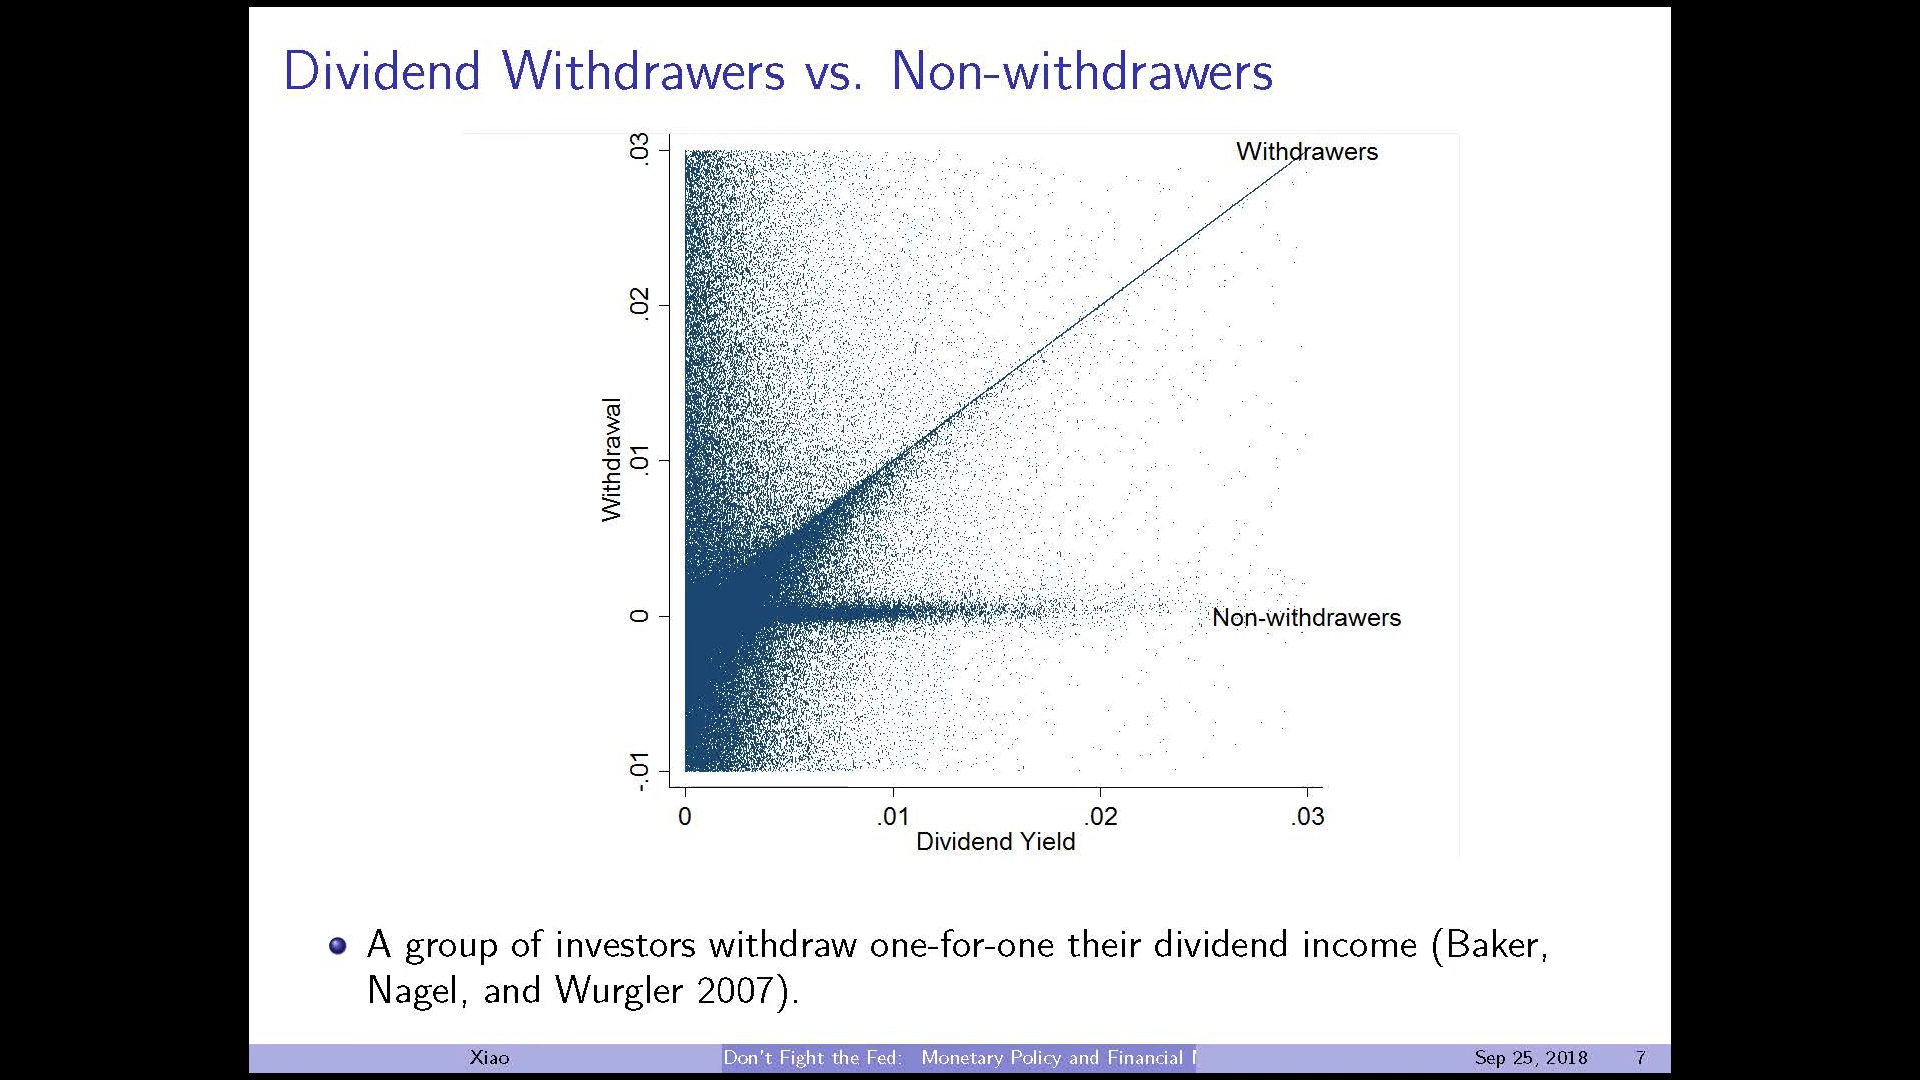 Dividend Withdrawers vs. Non-withdrawers
.03
Withdrawers
.02
Withdrawal
.01
0
Non-withdrawers
-.01
0 .01 .02 .03
Dividend Yield
A group of investors withdraw one-for-one their dividend income (Baker,
Nagel, and Wurgler 2007).
Xiao Don't Fight the Fed: Monetary Policy and Financial Sep 25, 2018 7